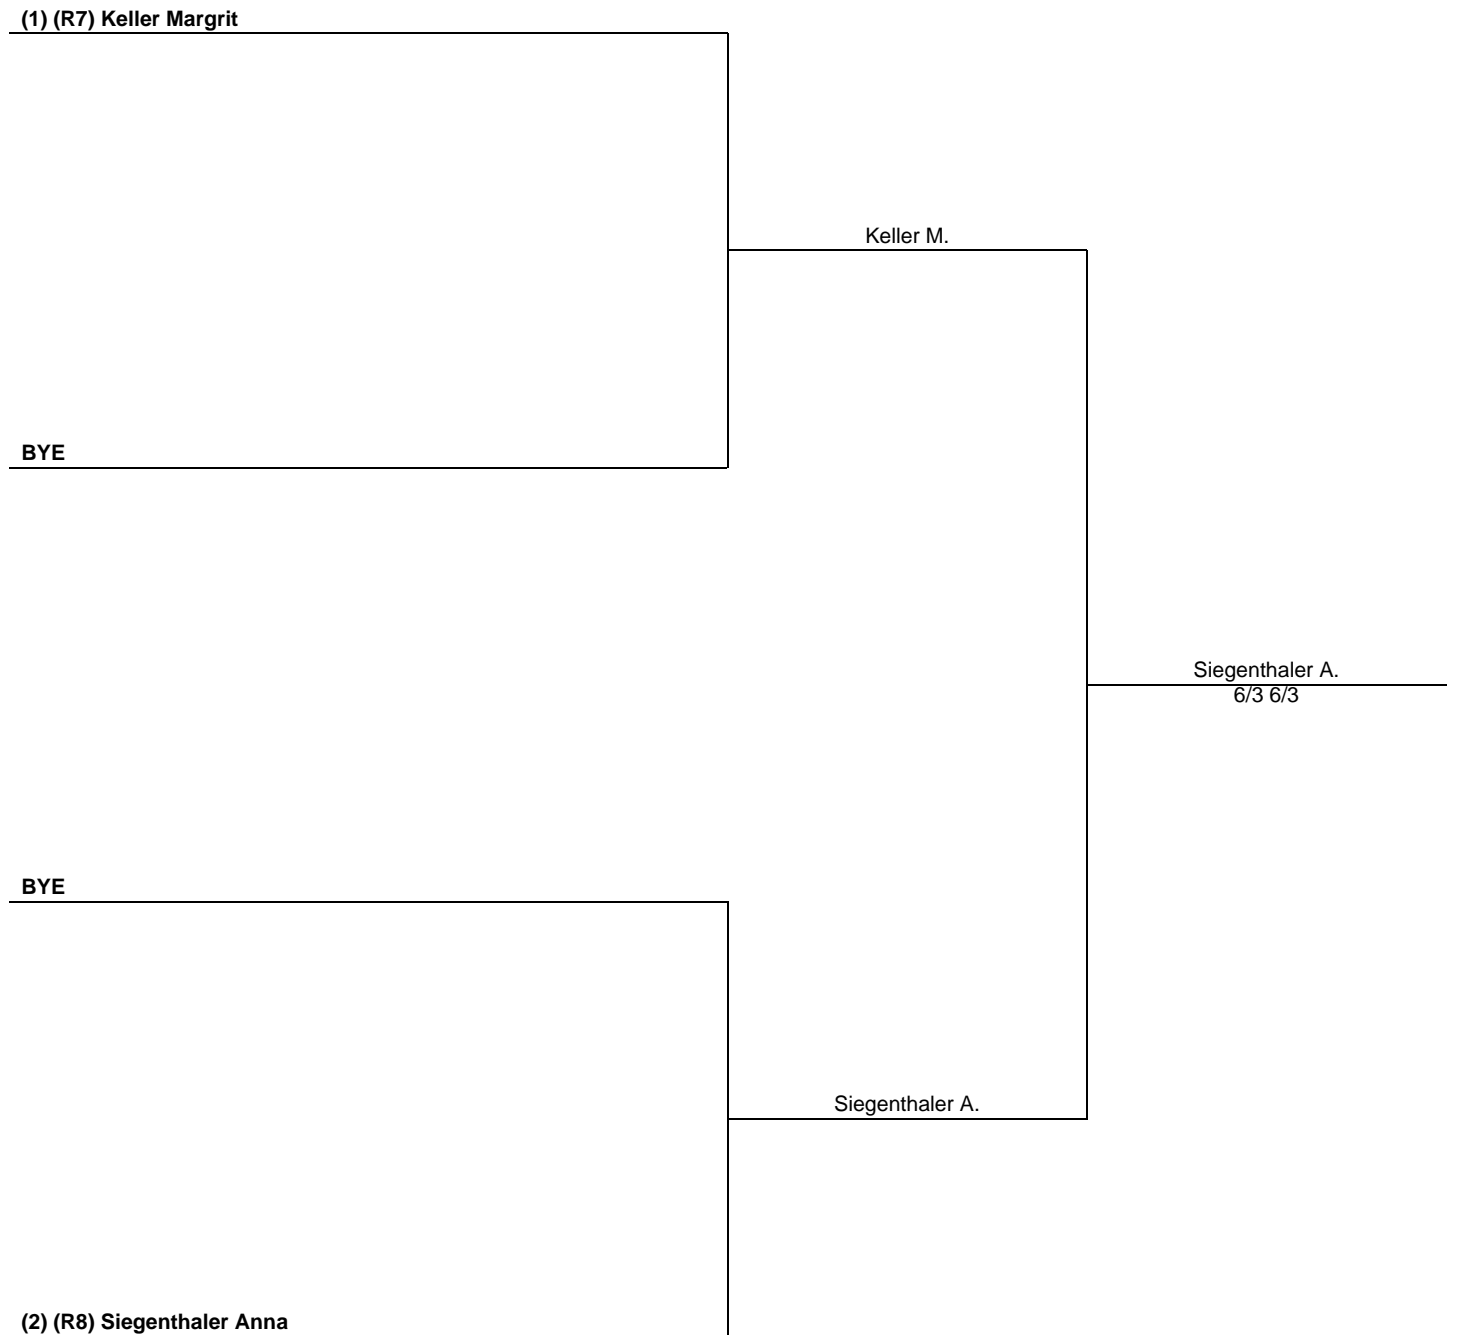 (1) (R7) Keller Margrit
Keller M.
BYE
Siegenthaler A.
6/3 6/3
BYE
Siegenthaler A.
(2) (R8) Siegenthaler Anna